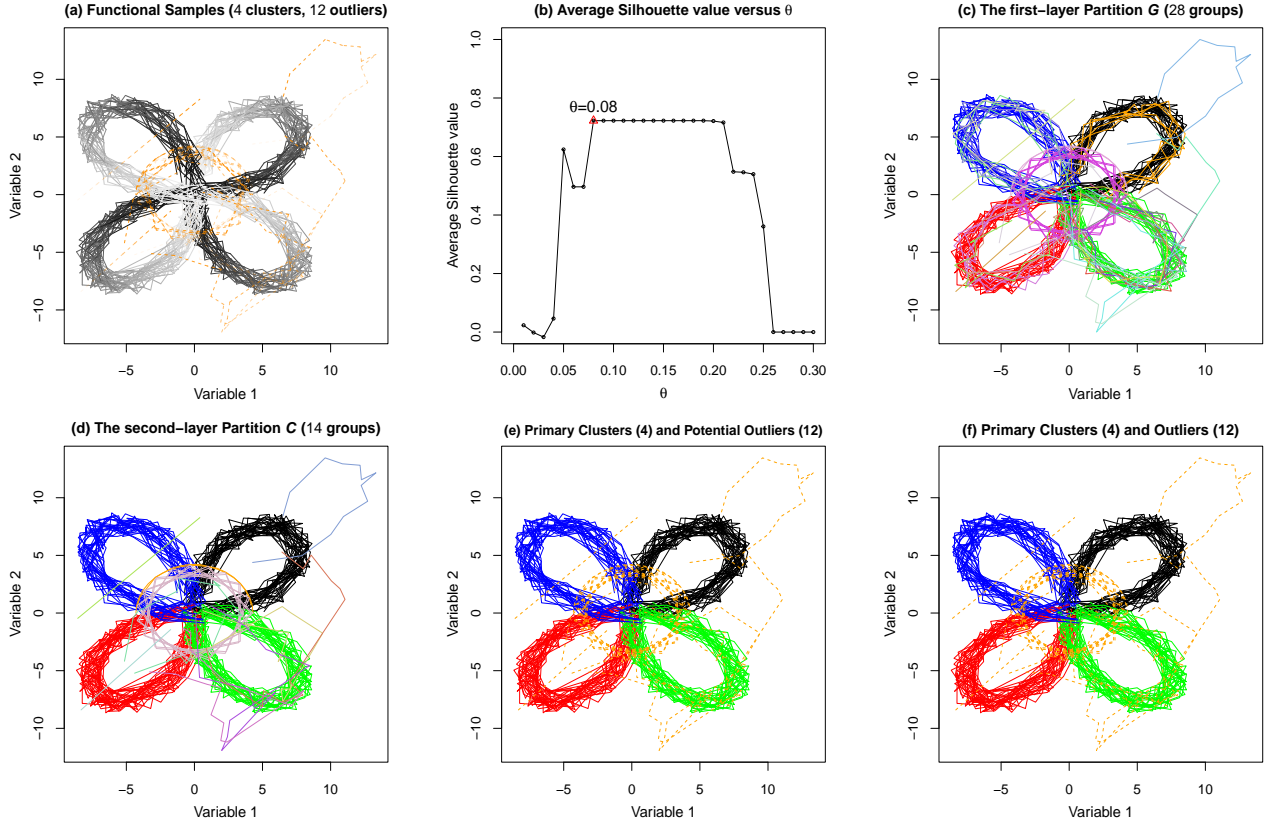 (a) Functional Samples (4 clusters, 12 outliers)
Variable 2
10
5
0
−5
−10
−5 0 5 10
Variable 1
(b) Average Silhouette value versus θ
Average Silhouette value
1.0
0.8
0.6
0.4
0.2
0.0
θ=0.08
0.00 0.05 0.10 0.15 0.20 0.25 0.30
θ
(c) The first−layer Partition G (28 groups)
Variable 2
10
5
0
−5
−10
−5 0 5 10
Variable 1
(d) The second−layer Partition C (14 groups)
Variable 2
10
5
0
−5
−10
−5 0 5 10
Variable 1
(e) Primary Clusters (4) and Potential Outliers (12)
Variable 2
10
5
0
−5
−10
−5 0 5 10
Variable 1
(f) Primary Clusters (4) and Outliers (12)
Variable 2
10
5
0
−5
−10
−5 0 5 10
Variable 1